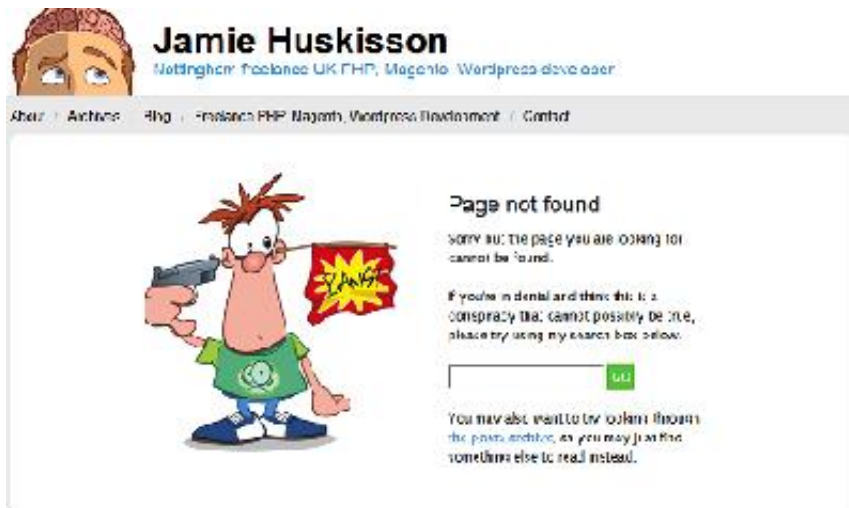 Jamie Huskisson
Nottingham freelance UK PHP, Magento, Wordpress developer
About / Archives / Blog / Freelance PHP, Magento, Wordpress Development / Contact
Page not found
Sorry but the page you are looking for
cannot be found.
If you're in denial and think this is a
conspiracy that cannot possibly be true,
please try using my search box below.
GO
You may also want to try looking through
the posts archive, as you may just find
something else to read instead.